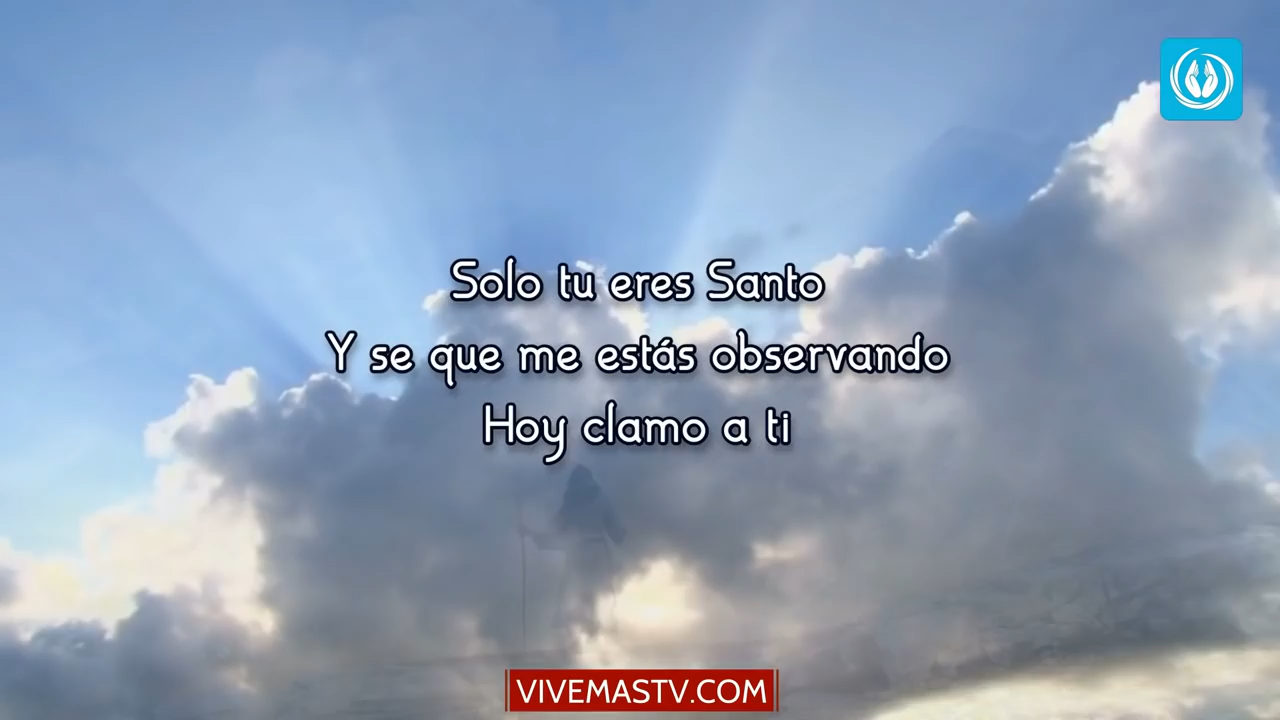 Solo tu eres Santo
Y se que me estás observando
Hoy clamo a ti
VIVEMASTV.COM